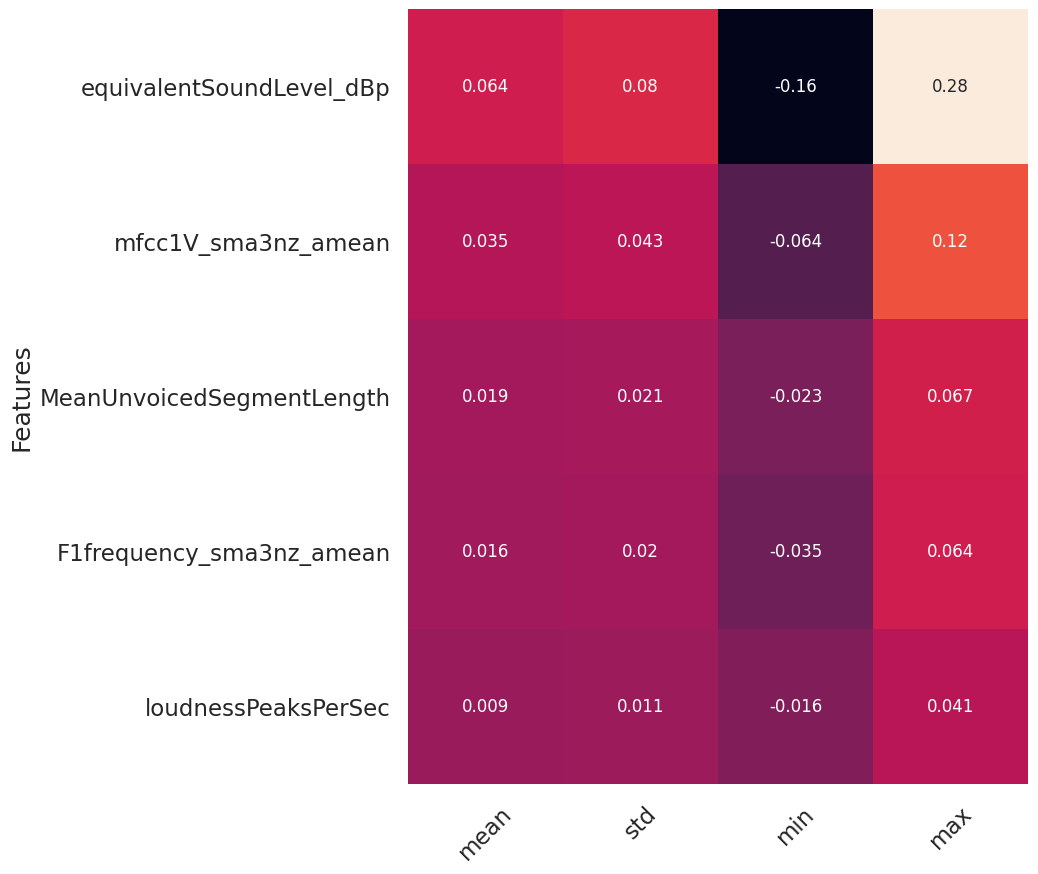 Features
equivalentSoundLevel_dBp 0.064 0.08 -0.16 0.28
mfcc1V_sma3nz_amean 0.035 0.043 -0.064 0.12
MeanUnvoicedSegmentLength 0.019 0.021 -0.023 0.067
F1frequency_sma3nz_amean 0.016 0.02 -0.035 0.064
loudnessPeaksPerSec 0.009 0.011 -0.016 0.041
mean std min max